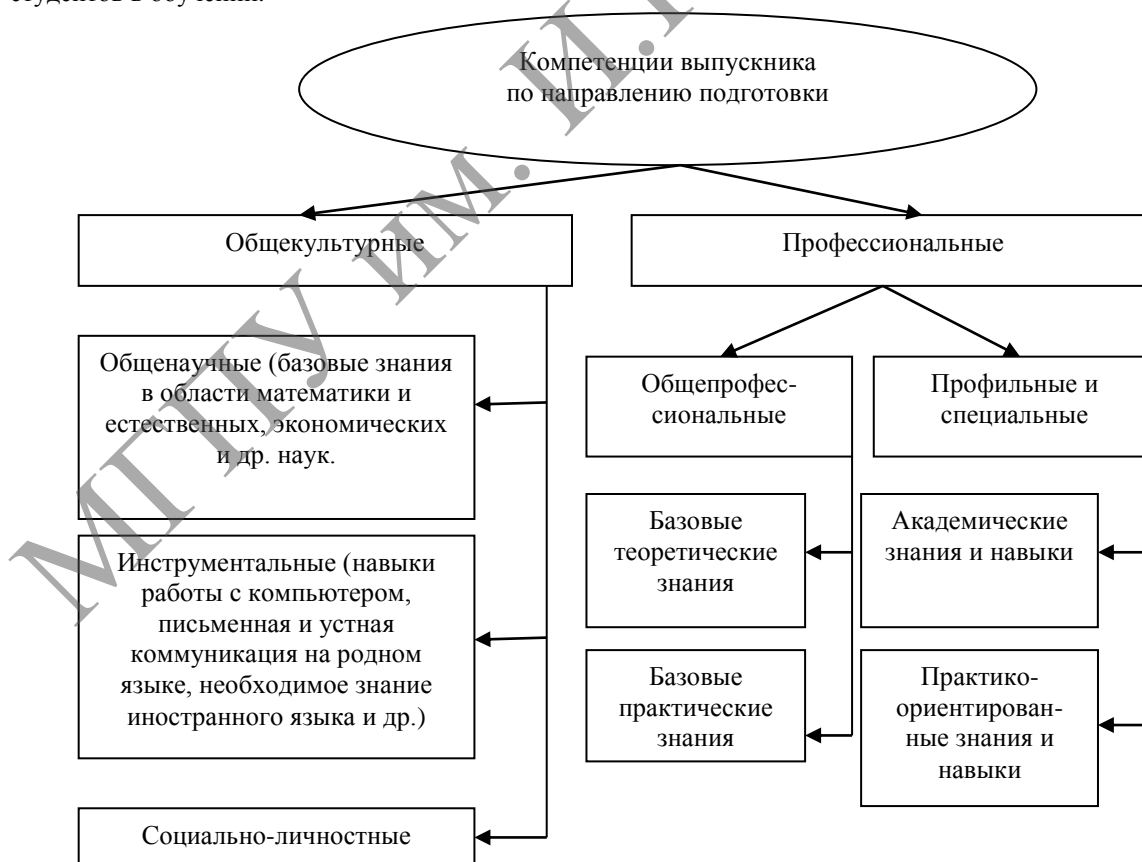 студентов в обучении.
Компетенции выпускника
по направлению подготовки
Общекультурные
Профессиональные
Общенаучные (базовые знания
в области математики и
естественных, экономических
и др. наук.
Инструментальные (навыки
работы с компьютером,
письменная и устная
коммуникация на родном
языке, необходимое знание
иностранного языка и др.)
Социально-личностные
Общепрофес-
сиональные
Базовые
теоретические
знания
Базовые
практические
знания
Профильные и
специальные
Академические
знания и навыки
Практико-
ориентирован-
ные знания и
навыки
МГПУ им. И.